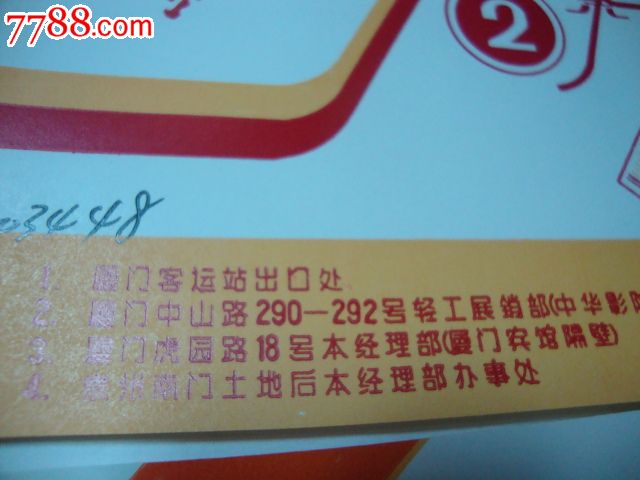 7788.com
2
03448
1. 厦门客运站出口处
2. 厦门中山路290—292号轻工展销部(中华影院
3. 厦门虎园路18号本经理部(厦门宾馆隔壁)
4. 州南门土地后本经理部办事处